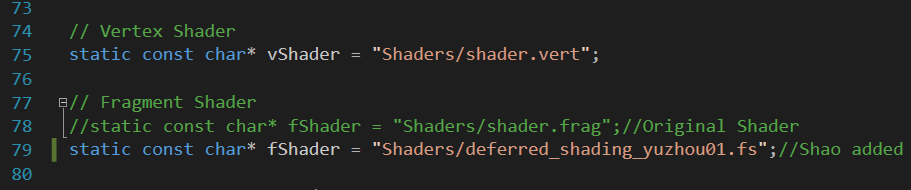 73
74 // Vertex Shader
75 static const char* vShader = "Shaders/shader.vert";
76
77 // Fragment Shader
78 //static const char* fShader = "Shaders/shader.frag";//Original Shader
79 static const char* fShader = "Shaders/deferred_shading_yuzhou01.fs";//Shao added
80